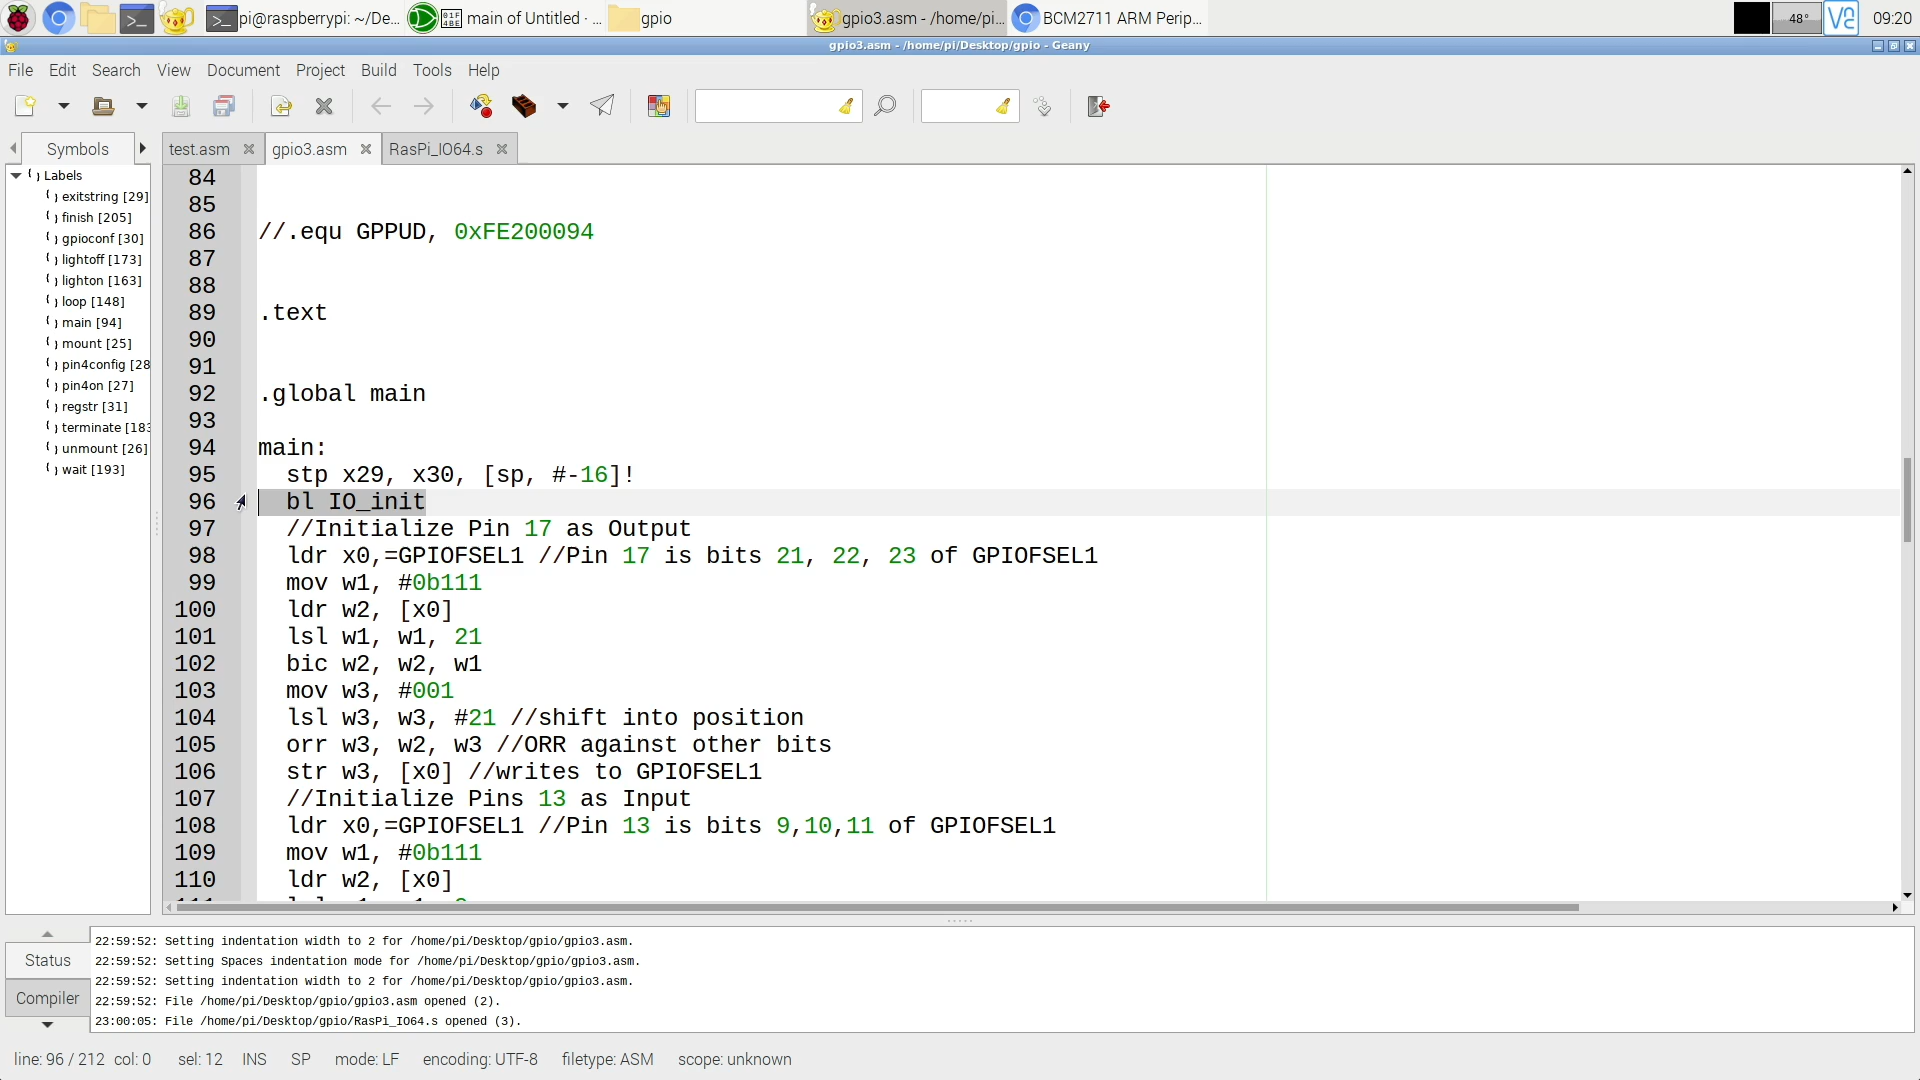 pi@raspberrypi: ~/De... main of Untitled · ... gpio gpio3.asm - /home/pi... BCM2711 ARM Perip... 48° 09:20
gpio3.asm - /home/pi/Desktop/gpio - Geany
File Edit Search View Document Project Build Tools Help
Symbols test.asm gpio3.asm RasPi_IO64.s
Labels
exitstring [29]
finish [205]
gpioconf [30]
lightoff [173]
lighton [163]
loop [148]
main [94]
mount [25]
pin4config [28
pin4on [27]
regstr [31]
terminate [183
unmount [26]
wait [193]
84
85
86 //.equ GPPUD, 0xFE200094
87
88
89 .text
90
91
92 .global main
93
94 main:
95 stp x29, x30, [sp, #-16]!
96 bl IO_init
97 //Initialize Pin 17 as Output
98 ldr x0,=GPIOFSEL1 //Pin 17 is bits 21, 22, 23 of GPIOFSEL1
99 mov w1, #0b111
100 ldr w2, [x0]
101 lsl w1, w1, 21
102 bic w2, w2, w1
103 mov w3, #001
104 lsl w3, w3, #21 //shift into position
105 orr w3, w2, w3 //ORR against other bits
106 str w3, [x0] //writes to GPIOFSEL1
107 //Initialize Pins 13 as Input
108 ldr x0,=GPIOFSEL1 //Pin 13 is bits 9,10,11 of GPIOFSEL1
109 mov w1, #0b111
110 ldr w2, [x0]
Status
Compiler
22:59:52: Setting indentation width to 2 for /home/pi/Desktop/gpio/gpio3.asm.
22:59:52: Setting Spaces indentation mode for /home/pi/Desktop/gpio/gpio3.asm.
22:59:52: Setting indentation width to 2 for /home/pi/Desktop/gpio/gpio3.asm.
22:59:52: File /home/pi/Desktop/gpio/gpio3.asm opened (2).
23:00:05: File /home/pi/Desktop/gpio/RasPi_IO64.s opened (3).
line: 96 / 212 col: 0 sel: 12 INS SP mode: LF encoding: UTF-8 filetype: ASM scope: unknown